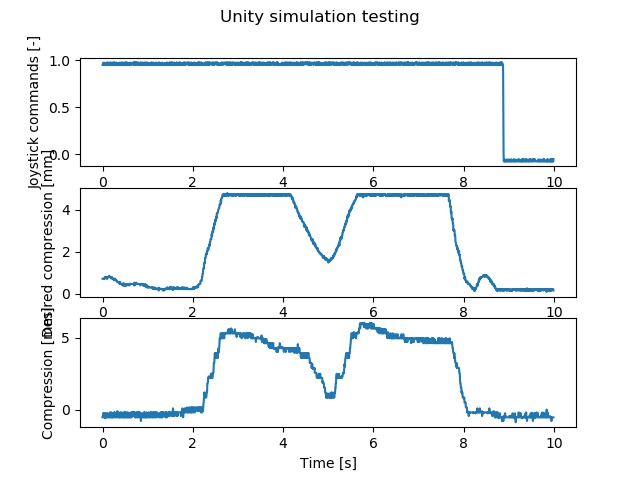 Unity simulation testing
Joystick commands [-]
1.0
0.5
0.0
0 2 4 6 8 10
Desired compression [mm]
4
2
0
0 2 4 6 8 10
Compression [mm]
5
0
0 2 4 6 8 10
Time [s]